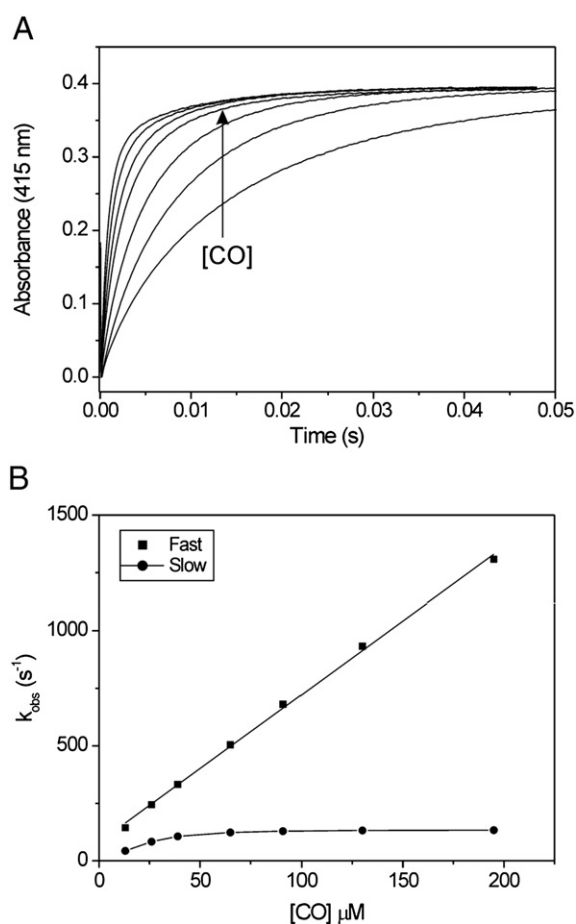 A
Absorbance (415 nm)
0.4
0.3
0.2
0.1
0.0
[CO]
0.00 0.01 0.02 0.03 0.04 0.05
Time (s)
B
kobs (s-1)
1500
1000
500
0
Fast
Slow
0 50 100 150 200
[CO] μM